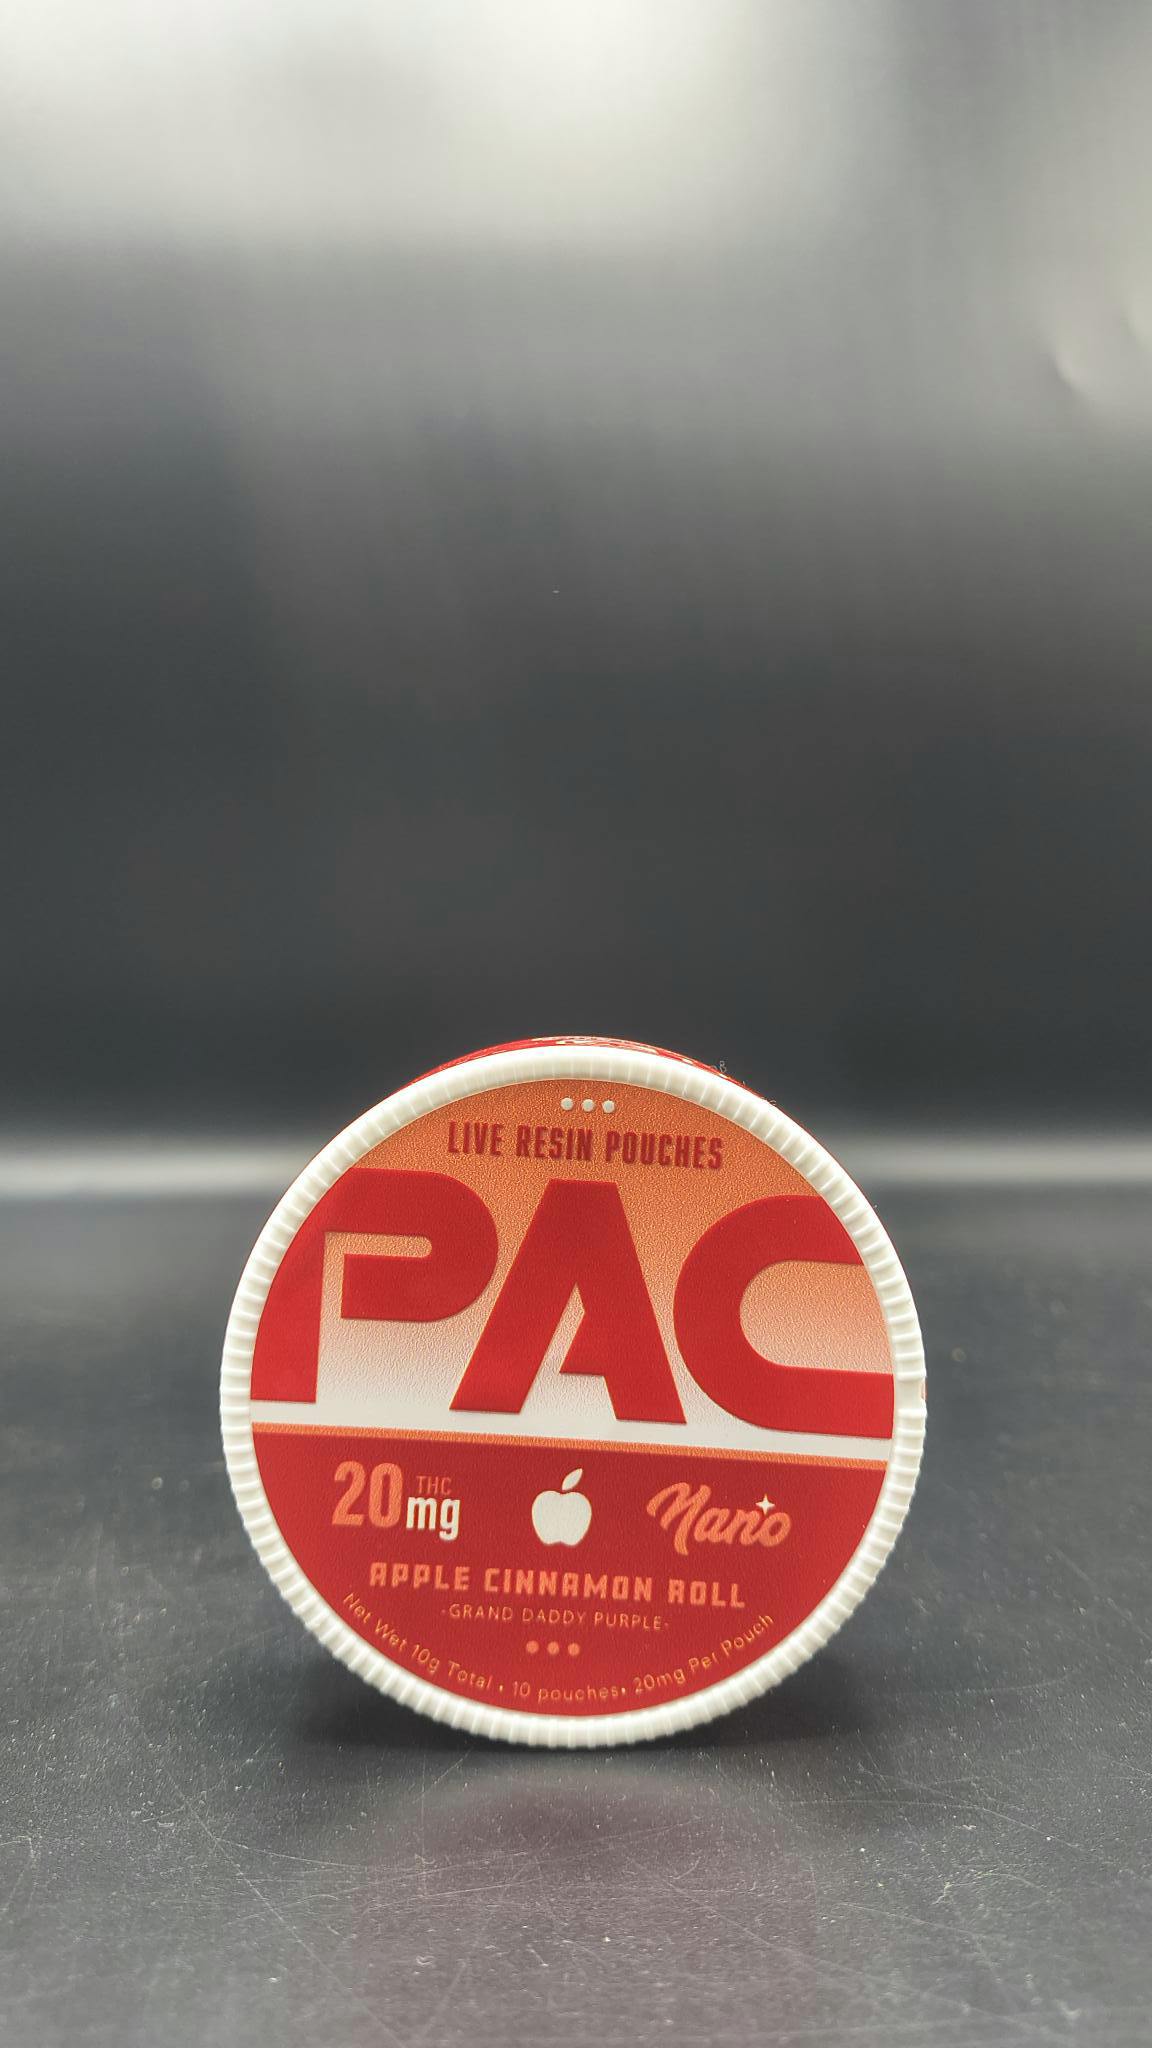 LIVE RESIN POUCHES
PAC
20 THC mg
Nano
APPLE CINNAMON ROLL
-GRAND DADDY PURPLE-
Net Wet 10g Total • 10 pouches • 20mg Per Pouch